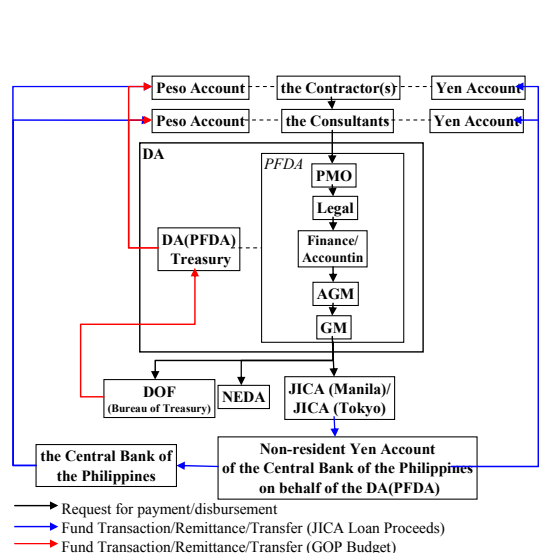 Peso Account the Contractor(s) Yen Account
Peso Account the Consultants Yen Account
DA
PFDA
PMO
Legal
DA(PFDA)
Treasury
Finance/
Accountin
AGM
GM
DOF
(Bureau of Treasury)
NEDA
JICA (Manila)/
JICA (Tokyo)
the Central Bank of
the Philippines
Non-resident Yen Account
of the Central Bank of the Philippines
on behalf of the DA(PFDA)
Request for payment/disbursement
Fund Transaction/Remittance/Transfer (JICA Loan Proceeds)
Fund Transaction/Remittance/Transfer (GOP Budget)